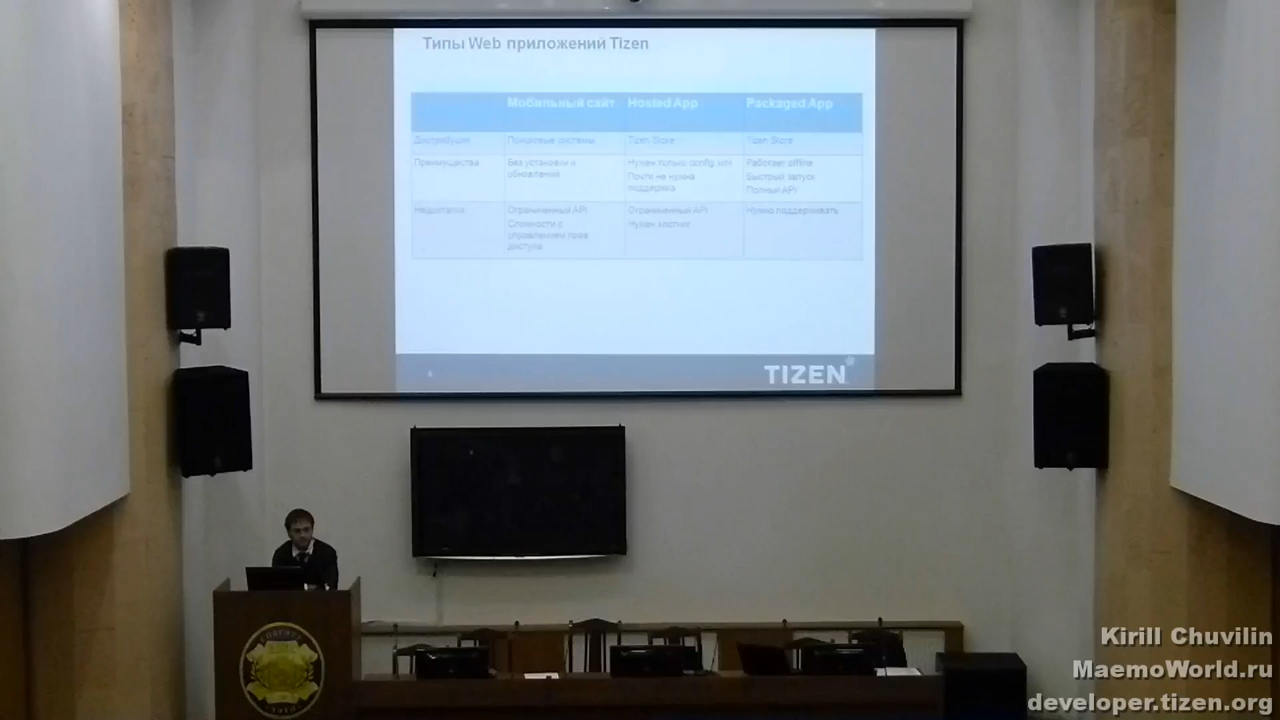 Типы Web приложений Tizen
Мобильный сайт Hosted App Packaged App
Дистрибуция Поисковые системы Tizen Store Tizen Store
Преимущества Без установки и обновления Нужен только config.xml Работает offline
Почти не нужна поддержка Быстрый запуск
Полный API
Недостатки Ограниченный API Ограниченный API Нужно поддерживать
Сложности с управлением прав доступа Нужен хостинг
TIZEN
Kirill Chuvilin
MaemoWorld.ru
developer.tizen.org